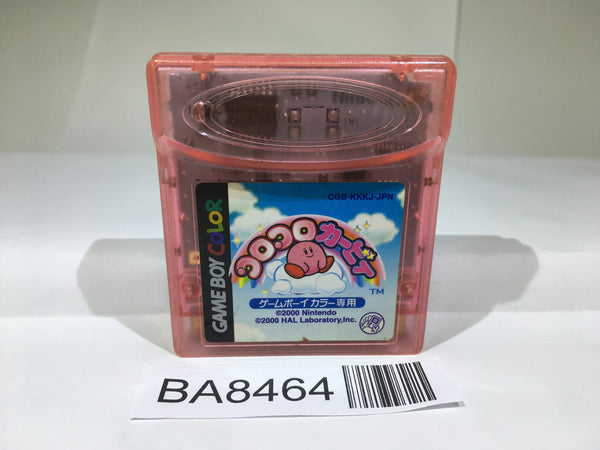 CGB-KKKJ-JPN
GAME BOY COLOR
コロコロカービィ
TM
ゲームボーイカラー専用
©2000 Nintendo
©2000 HAL Laboratory,Inc.
BA8464